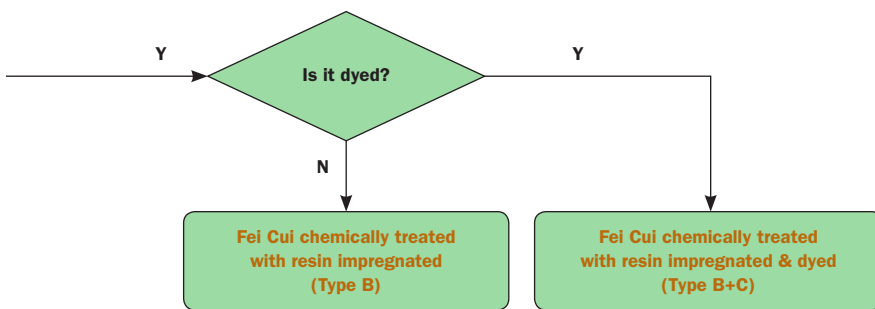 Y
Is it dyed?
Y
N
Fei Cui chemically treated
with resin impregnated
(Type B)
Fei Cui chemically treated
with resin impregnated & dyed
(Type B+C)